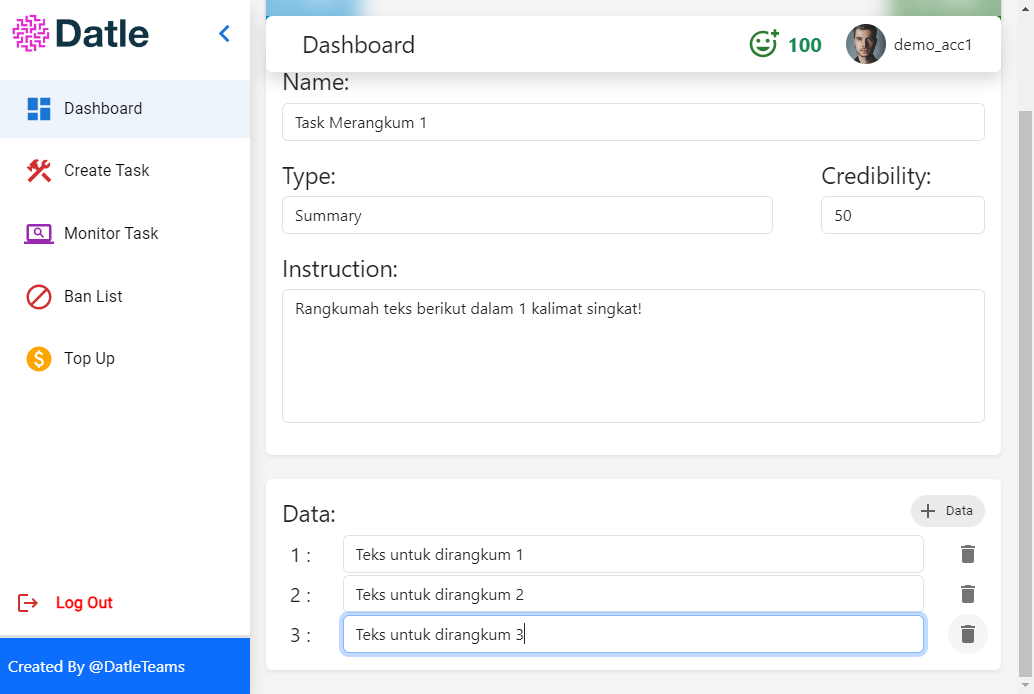 Datle
Dashboard
Create Task
Monitor Task
Ban List
Top Up
Log Out
Created By @DatleTeams
Dashboard
100
demo_acc1
Name:
Task Merangkum 1
Type:
Credibility:
Summary
50
Instruction:
Rangkumah teks berikut dalam 1 kalimat singkat!
Data:
Data
1 :
Teks untuk dirangkum 1
2 :
Teks untuk dirangkum 2
3 :
Teks untuk dirangkum 3